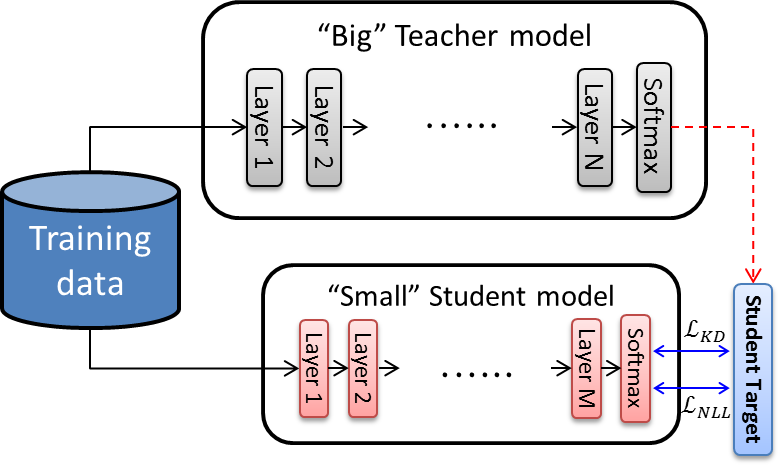 “Big” Teacher model
Layer 1
Layer 2
......
Layer N
Softmax
Training
data
“Small” Student model
Layer 1
Layer 2
......
Layer M
Softmax
ℒ_KD
ℒ_NLL
Student Target